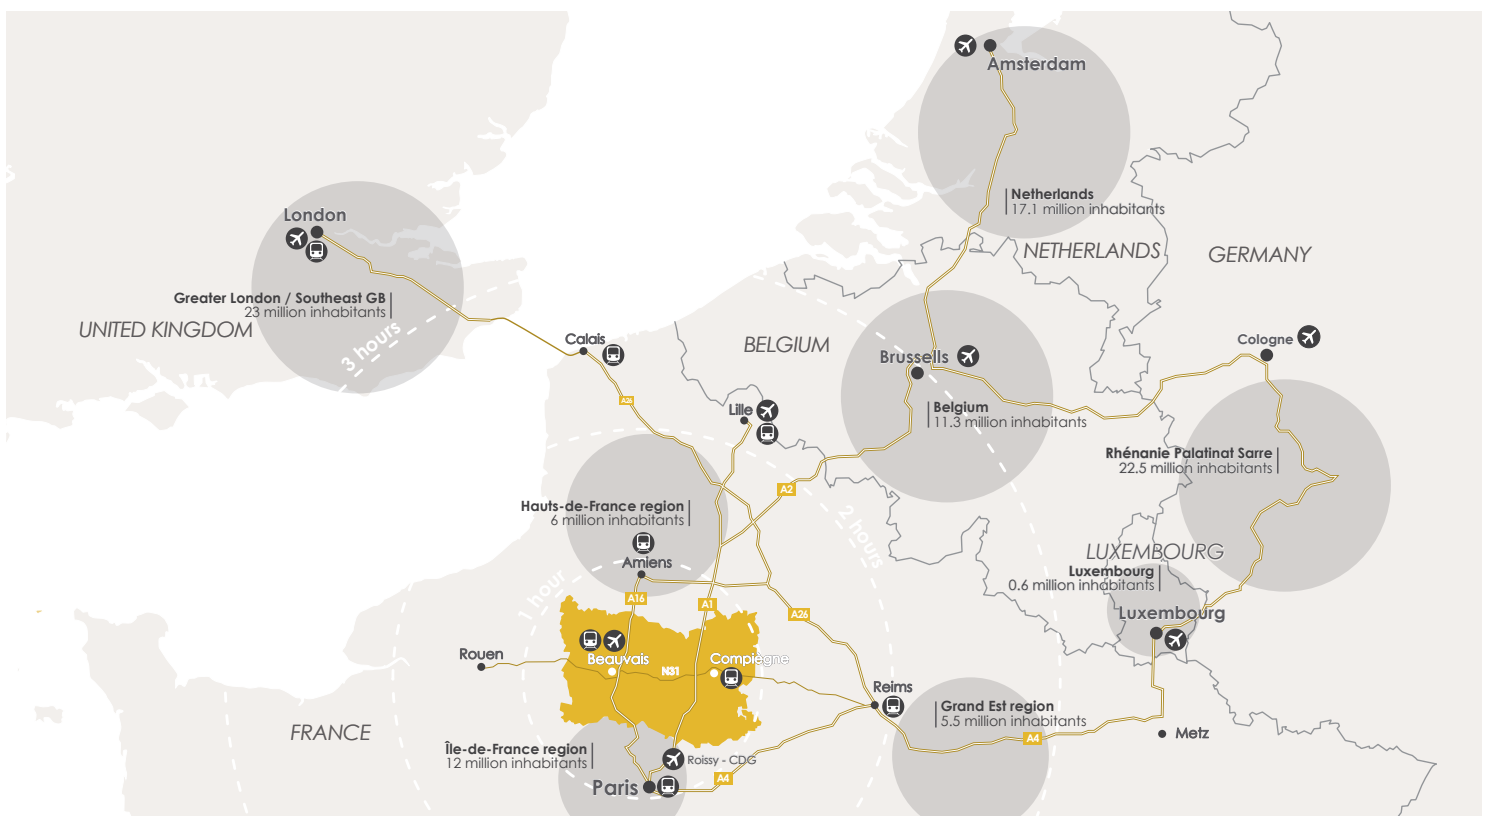 Amsterdam
Netherlands
17.1 million inhabitants
NETHERLANDS
GERMANY
London
Greater London / Southeast GB
23 million inhabitants
UNITED KINGDOM
3 hours
Calais
BELGIUM
Brussells
Cologne
A26
Lille
Belgium
11.3 million inhabitants
Rhénanie Palatinat Sarre
22.5 million inhabitants
A2
Hauts-de-France region
6 million inhabitants
2 hours
Amiens
LUXEMBOURG
Luxembourg
0.6 million inhabitants
1 hour
A16
A1
A26
Luxembourg
Rouen
Beauvais
N31
Compiègne
Reims
Grand Est region
5.5 million inhabitants
FRANCE
A4
Metz
Île-de-France region
12 million inhabitants
Roissy - CDG
A4
Paris